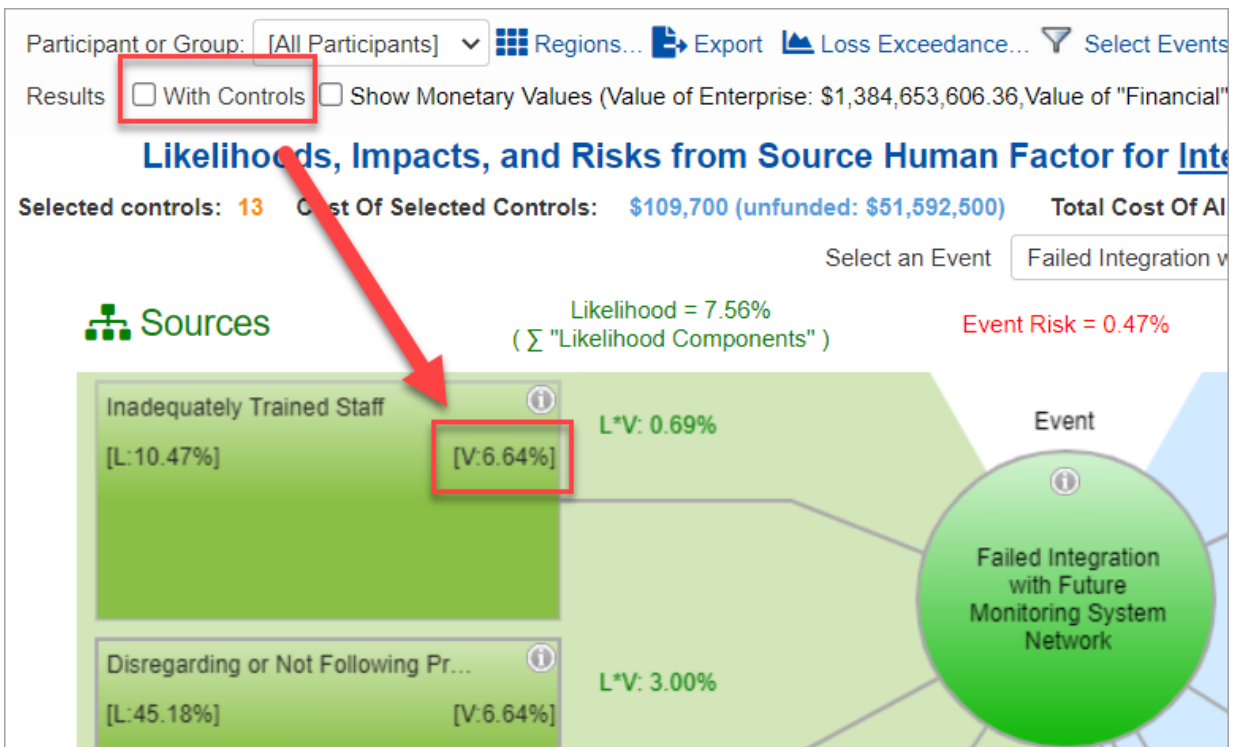 Participant or Group: [All Participants] Regions... Export Loss Exceedance... Select Events
Results With Controls Show Monetary Values (Value of Enterprise: $1,384,653,606.36,Value of "Financial"
Likelihoods, Impacts, and Risks from Source Human Factor for Inte
Selected controls: 13 Cost Of Selected Controls: $109,700 (unfunded: $51,592,500) Total Cost Of Al
Select an Event Failed Integration w
Sources
Likelihood = 7.56%
( ∑ "Likelihood Components" )
Event Risk = 0.47%
Inadequately Trained Staff
[L:10.47%] [V:6.64%]
L*V: 0.69%
Event
Failed Integration
with Future
Monitoring System
Network
Disregarding or Not Following Pr...
[L:45.18%] [V:6.64%]
L*V: 3.00%